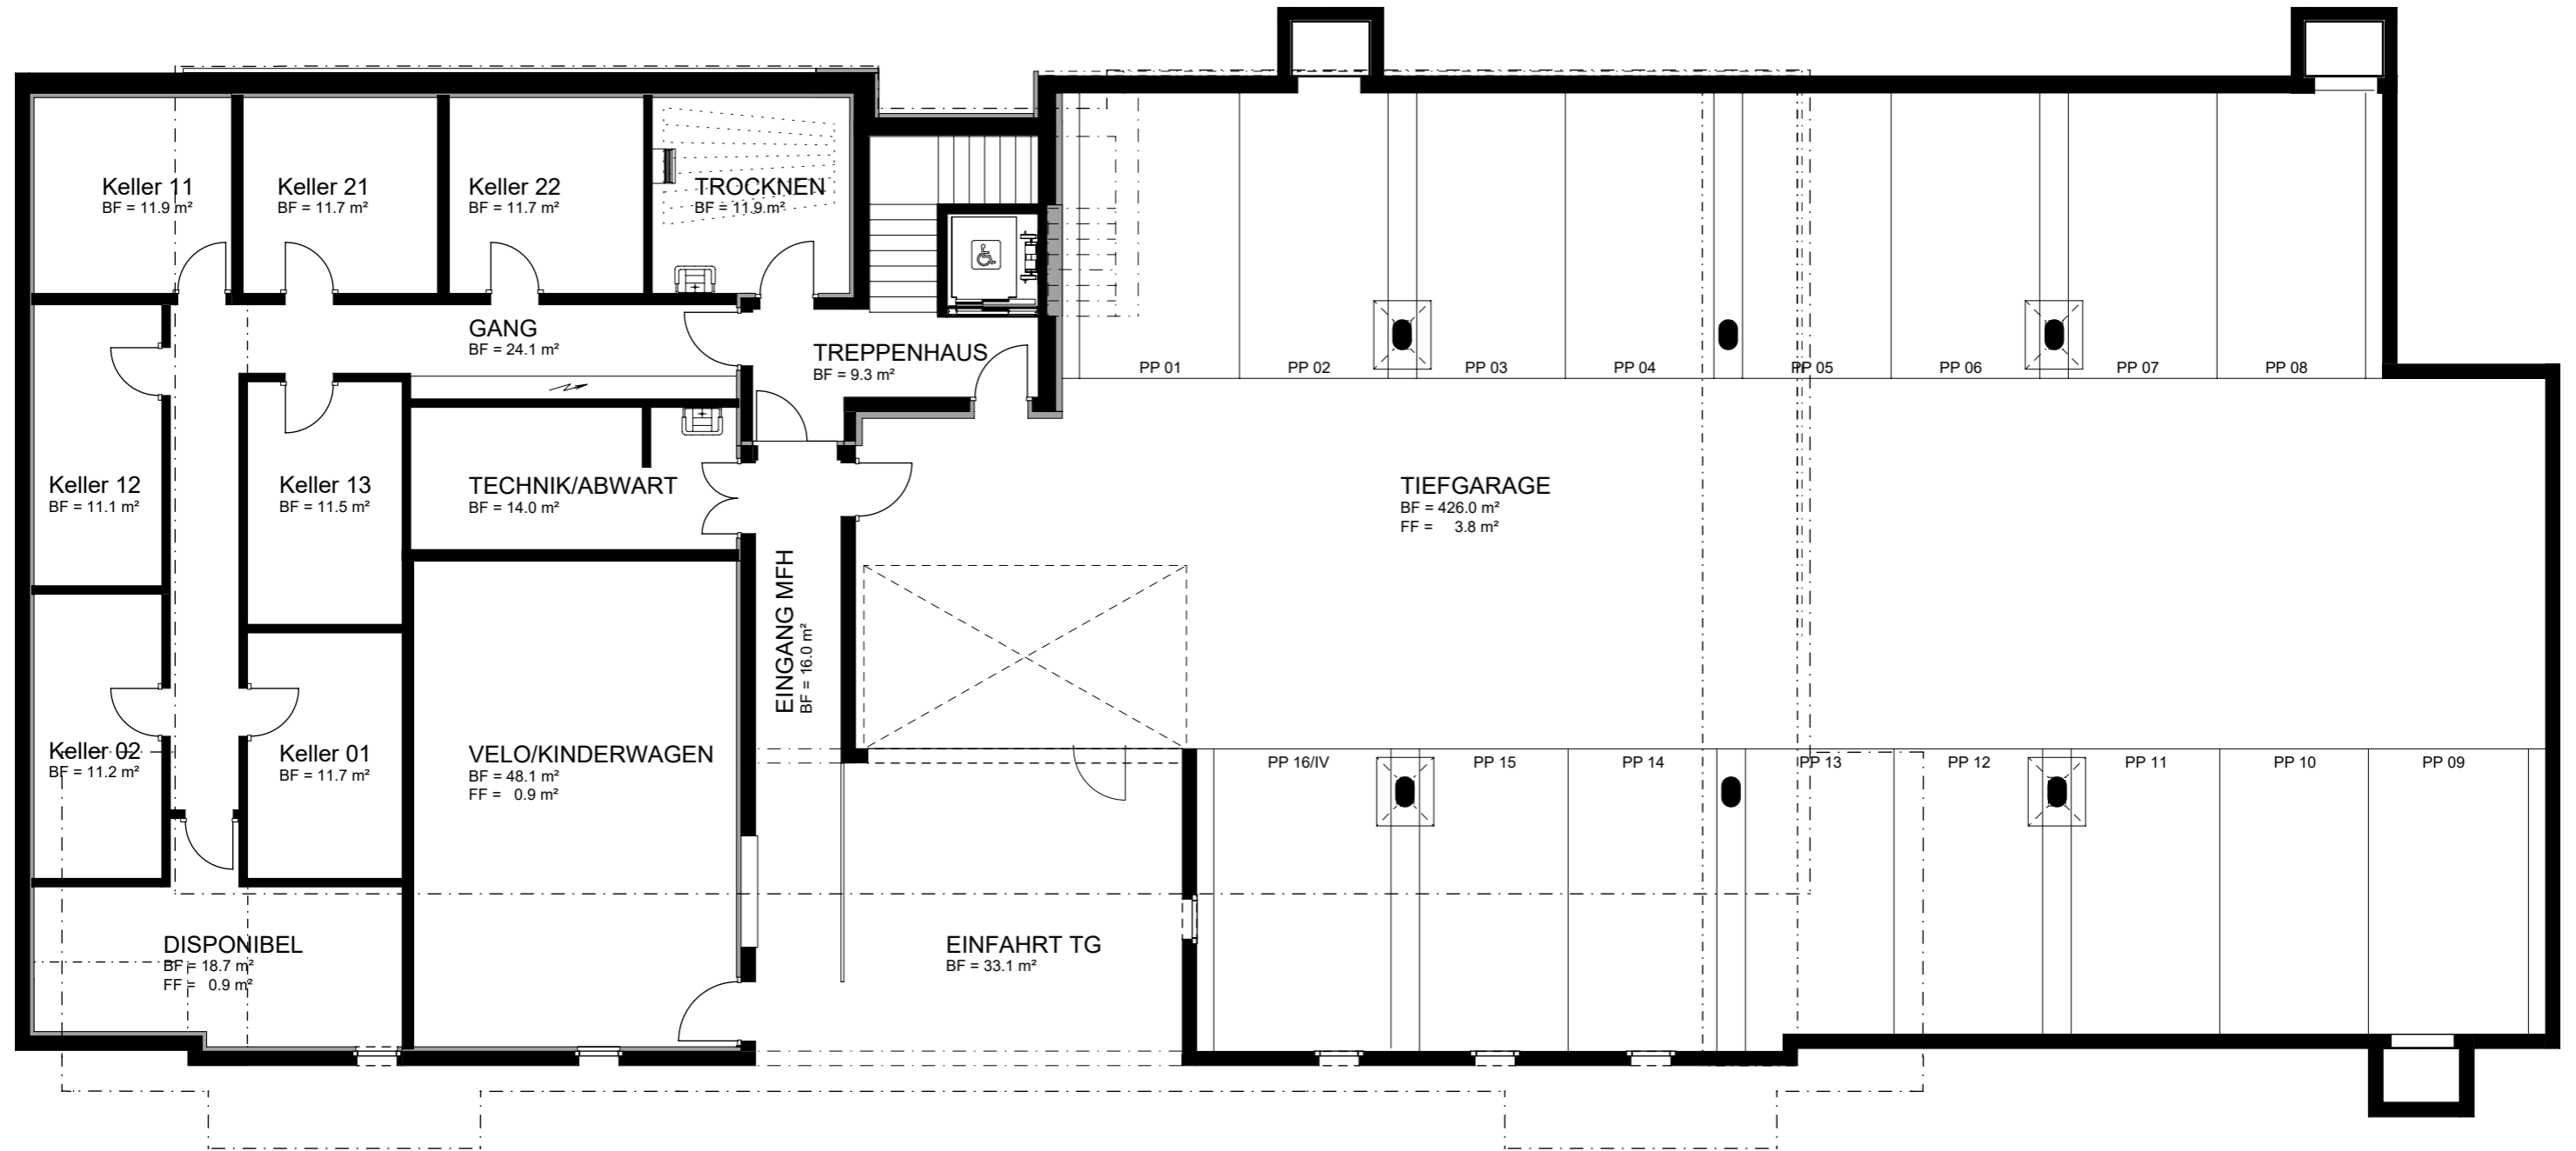 Keller 11
BF = 11.9 m²
Keller 21
BF = 11.7 m²
Keller 22
BF = 11.7 m²
TROCKNEN
BF = 11.9 m²
GANG
BF = 24.1 m²
TREPPENHAUS
BF = 9.3 m²
PP 01
PP 02
PP 03
PP 04
PP 05
PP 06
PP 07
PP 08
Keller 12
BF = 11.1 m²
Keller 13
BF = 11.5 m²
TECHNIK/ABWART
BF = 14.0 m²
TIEFGARAGE
BF = 426.0 m²
FF = 3.8 m²
EINGANG MFH
BF = 16.0 m²
Keller 02
BF = 11.2 m²
Keller 01
BF = 11.7 m²
VELO/KINDERWAGEN
BF = 48.1 m²
FF = 0.9 m²
PP 16/IV
PP 15
PP 14
PP 13
PP 12
PP 11
PP 10
PP 09
DISPONIBEL
BF = 18.7 m²
FF = 0.9 m²
EINFAHRT TG
BF = 33.1 m²